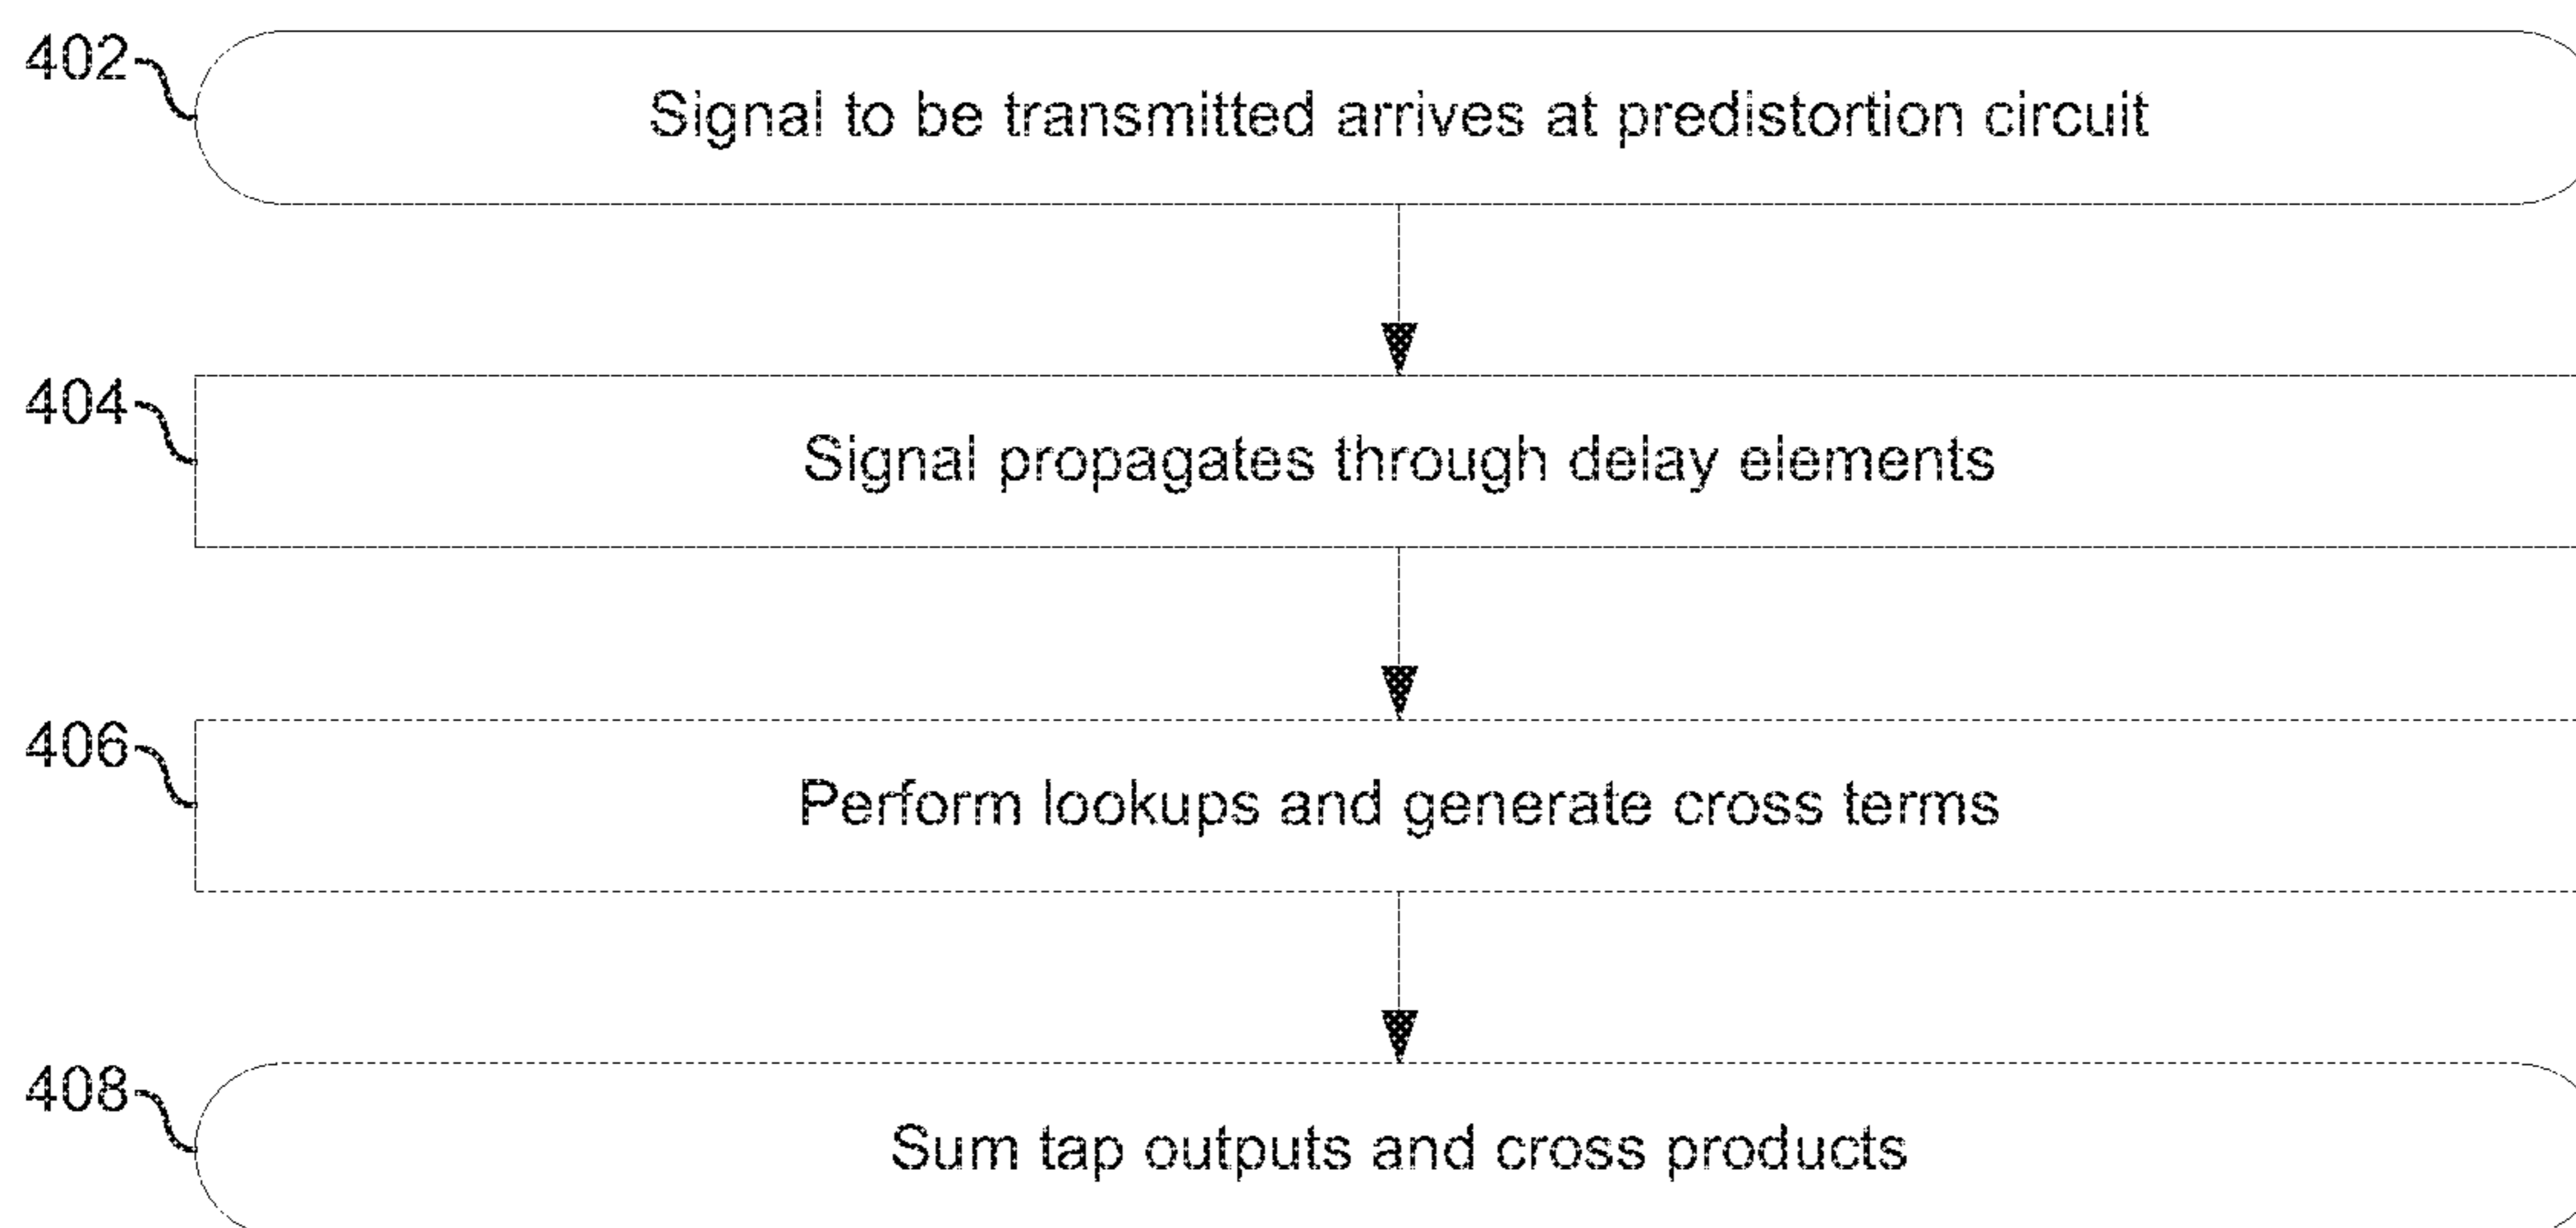 402
Signal to be transmitted arrives at predistortion circuit
404
Signal propagates through delay elements
406
Perform lookups and generate cross terms
408
Sum tap outputs and cross products